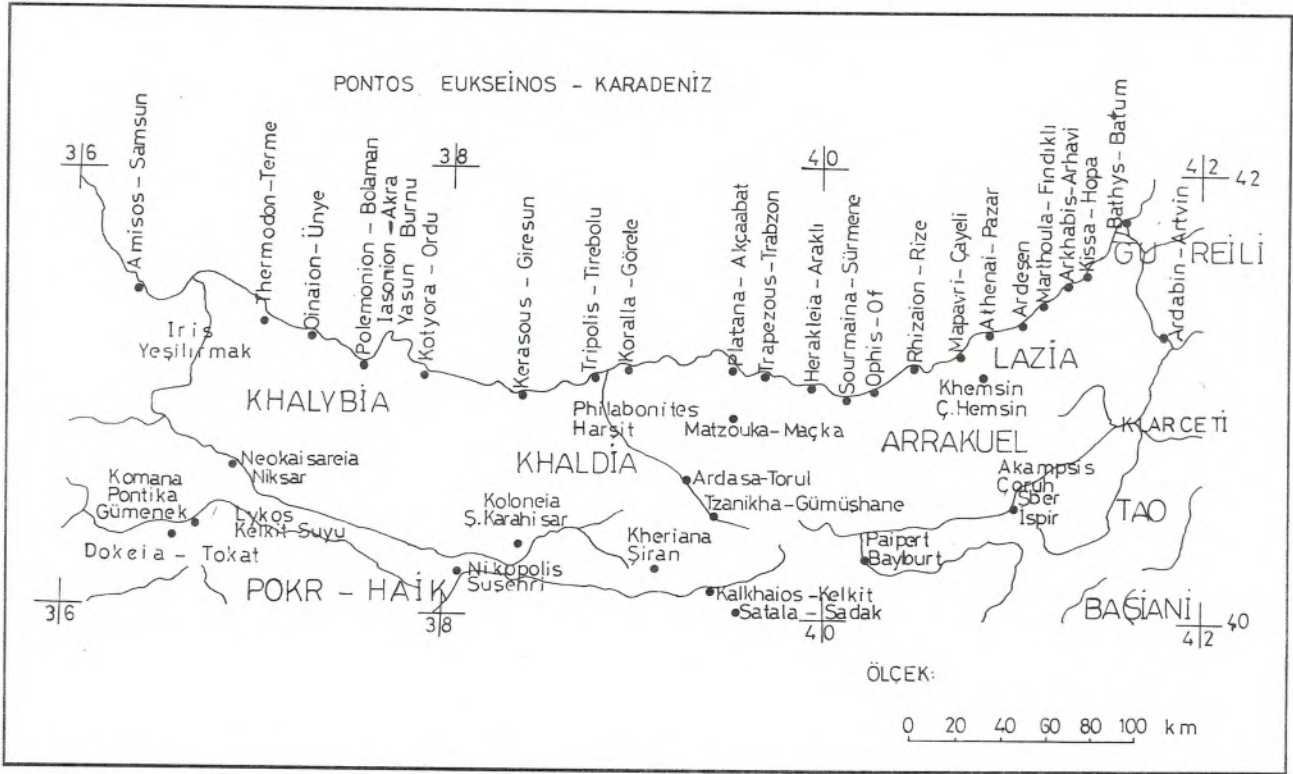 PONTOS EUKSEİNOS - KARADENİZ
36
38
40
42
42
Amisos - Samsun
Thermodon - Terme
Oinaion - Ünye
Polemonion - Bolaman
Iasonion - Akra
Yasun Burnu
Kotyora - Ordu
Kerasous - Giresun
Tripolis - Tirebolu
Koralla - Görele
Platana - Akçaabat
Trapezous - Trabzon
Herakleia - Araklı
Sourmaina - Sürmene
Ophis - Of
Rhizaion - Rize
Mapavri - Çayeli
Athenai - Pazar
Ardeşen
Marthoula - Fındıklı
Arkhabis - Arhavi
Kissa - Hopa
Bathys - Batum
Ardabin - Artvin
GU REILİ
Iris
Yeşilırmak
KHALYBIA
Philabonites
Harşit
KHALDİA
Matzouka - Maçka
LAZİA
Khemsin
Ç.Hemsin
ARRAKUEL
KLARCETİ
Neokaisareia
Niksar
Komana
Pontika
Gümenek
Lykos
Kelkit Suyu
Dokeia - Tokat
Koloneia
Ş.Karahisar
Ardasa - Torul
Tzanikha - Gümüşhane
Kheriana
Şiran
Akampsis
Çoruh
Sber
İspir
TAO
Paipert
Bayburt
POKR - HAİK
Nikopolis
Suşehri
Kalkhaios - Kelkit
Satala - Sadak
BASİANİ
36
38
40
42
40
ÖLÇEK:
0 20 40 60 80 100 km